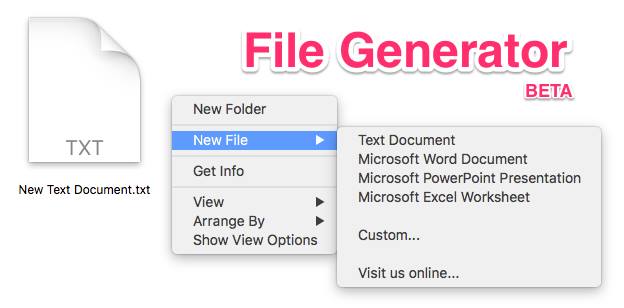 File Generator
BETA
TXT
New Text Document.txt
New Folder
New File
Get Info
View
Arrange By
Show View Options
Text Document
Microsoft Word Document
Microsoft PowerPoint Presentation
Microsoft Excel Worksheet
Custom...
Visit us online...